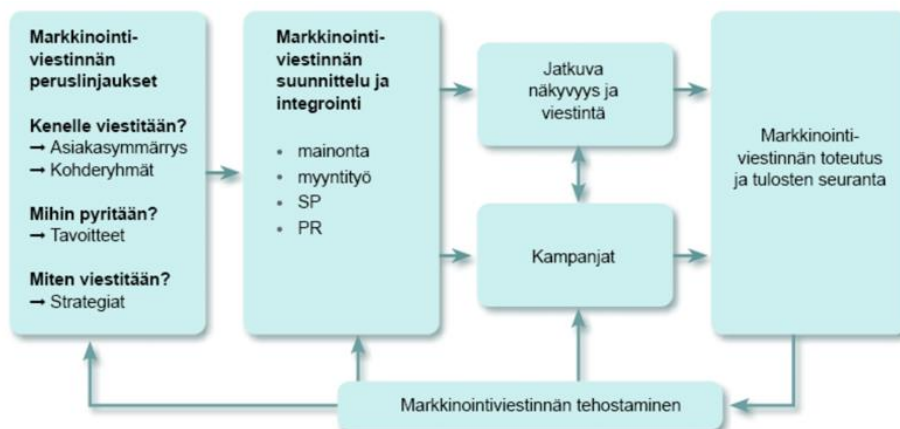 Markkinointi-
viestinnän
peruslinjaukset
Kenelle viestitään?
→ Asiakasymmärrys
→ Kohderyhmät
Mihin pyritään?
→ Tavoitteet
Miten viestitään?
→ Strategiat
Markkinointi-
viestinnän
suunnittelu ja
integrointi
• mainonta
• myyntityö
• SP
• PR
Jatkuva
näkyvyys ja
viestintä
Kampanjat
Markkinointi-
viestinnän toteutus
ja tulosten seuranta
Markkinointiviestinnän tehostaminen